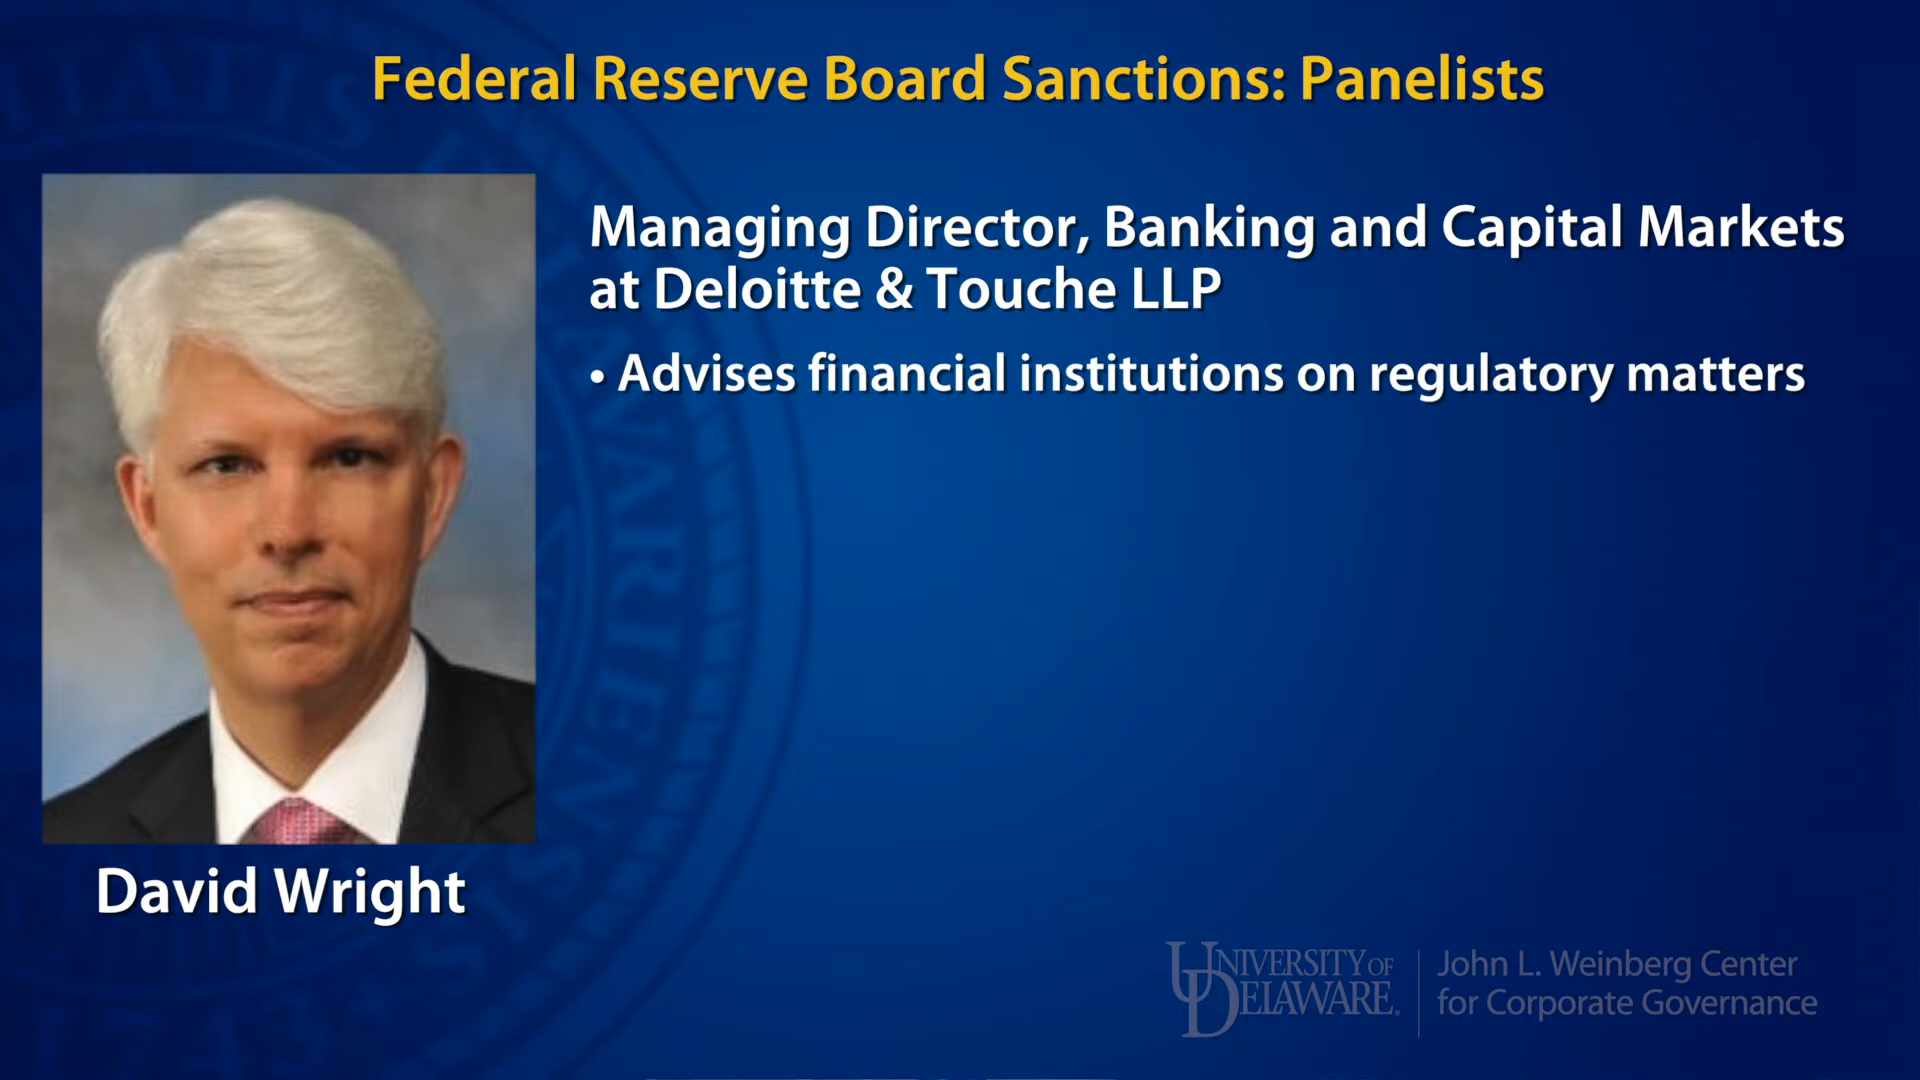 Federal Reserve Board Sanctions: Panelists
Managing Director, Banking and Capital Markets
at Deloitte & Touche LLP
• Advises financial institutions on regulatory matters
David Wright
UNIVERSITY OF
DELAWARE.
John L. Weinberg Center
for Corporate Governance
1743